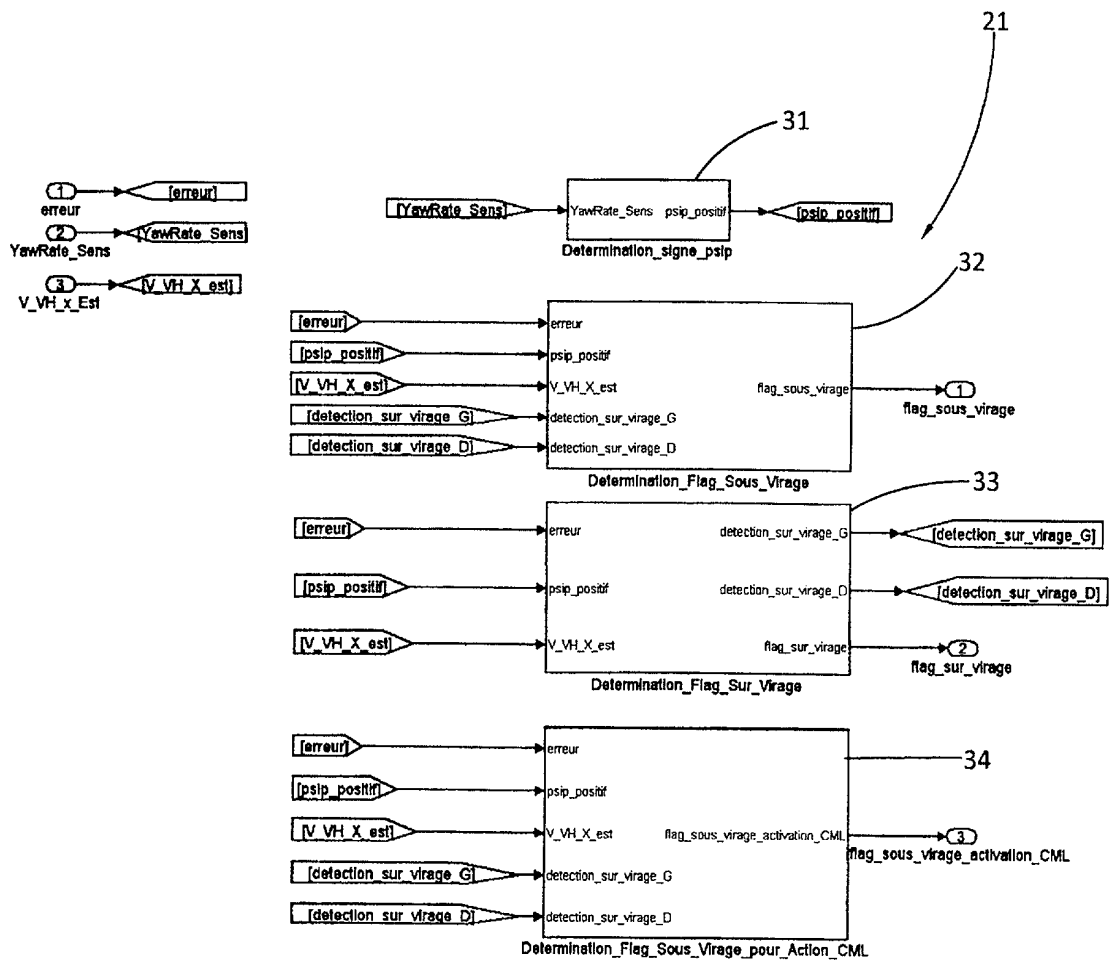 21
31
1
[erreur]
erreur
2
[YawRate_Sens]
YawRate_Sens
3
[V_VH_X_est]
V_VH_x_Est
[YawRate_Sens]
YawRate_Sens
psip_positif
[psip_positif]
Determination_signe_psip
32
[erreur]
erreur
[psip_positif]
psip_positif
[V_VH_X_est]
V_VH_X_est
flag_sous_virage
1
flag_sous_virage
[detection_sur_virage_G]
detection_sur_virage_G
[detection_sur_virage_D]
detection_sur_virage_D
Determination_Flag_Sous_Virage
33
[erreur]
erreur
detection_sur_virage_G
[detection_sur_virage_G]
[psip_positif]
psip_positif
detection_sur_virage_D
[detection_sur_virage_D]
[V_VH_X_est]
V_VH_X_est
flag_sur_virage
2
flag_sur_virage
Determination_Flag_Sur_Virage
34
[erreur]
erreur
[psip_positif]
psip_positif
[V_VH_X_est]
V_VH_X_est
flag_sous_virage_activation_CML
3
flag_sous_virage_activation_CML
[detection_sur_virage_G]
detection_sur_virage_G
[detection_sur_virage_D]
detection_sur_virage_D
Determination_Flag_Sous_Virage_pour_Action_CML